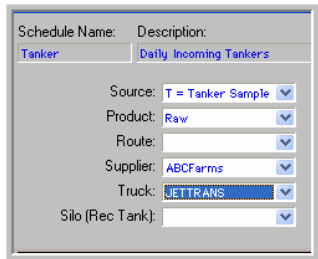 Schedule Name: Description:
Tanker Daily Incoming Tankers
Source: T = Tanker Sample
Product: Raw
Route:
Supplier: ABCFarms
Truck: JETTRANS
Silo (Rec Tank):